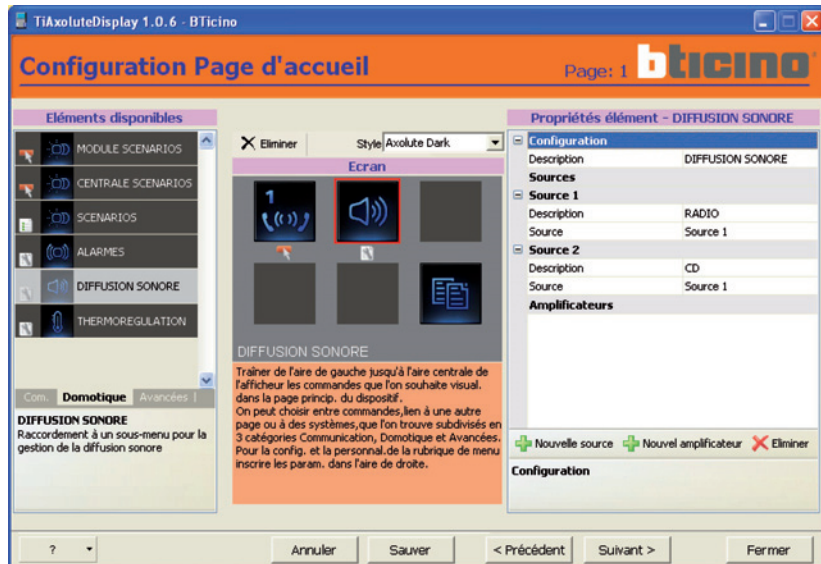 TiAxoluteDisplay 1.0.6 - BTicino
Configuration Page d'accueil
Page: 1
bticino
Eléments disponibles
MODULE SCENARIOS
CENTRALE SCENARIOS
SCENARIOS
ALARMES
DIFFUSION SONORE
THERMOREGULATION
Com. Domotique Avancées
DIFFUSION SONORE
Raccordement à un sous-menu pour la
gestion de la diffusion sonore
Eliminer Style Axolute Dark
Ecran
1
DIFFUSION SONORE
Traîner de l'aire de gauche jusqu'à l'aire centrale de
l'afficheur les commandes que l'on souhaite visual.
dans la page princip. du dispositif.
On peut choisir entre commandes,lien à une autre
page ou à des systèmes,que l'on trouve subdivisés en
3 catégories Communication, Domotique et Avancées.
Pour la config. et la personnal.de la rubrique de menu
inscrire les param. dans l'aire de droite.
Propriétés élément - DIFFUSION SONORE
Configuration
Description DIFFUSION SONORE
Sources
Source 1
Description RADIO
Source Source 1
Source 2
Description CD
Source Source 1
Amplificateurs
Nouvelle source Nouvel amplificateur Eliminer
Configuration
? Annuler Sauver < Précédent Suivant > Fermer